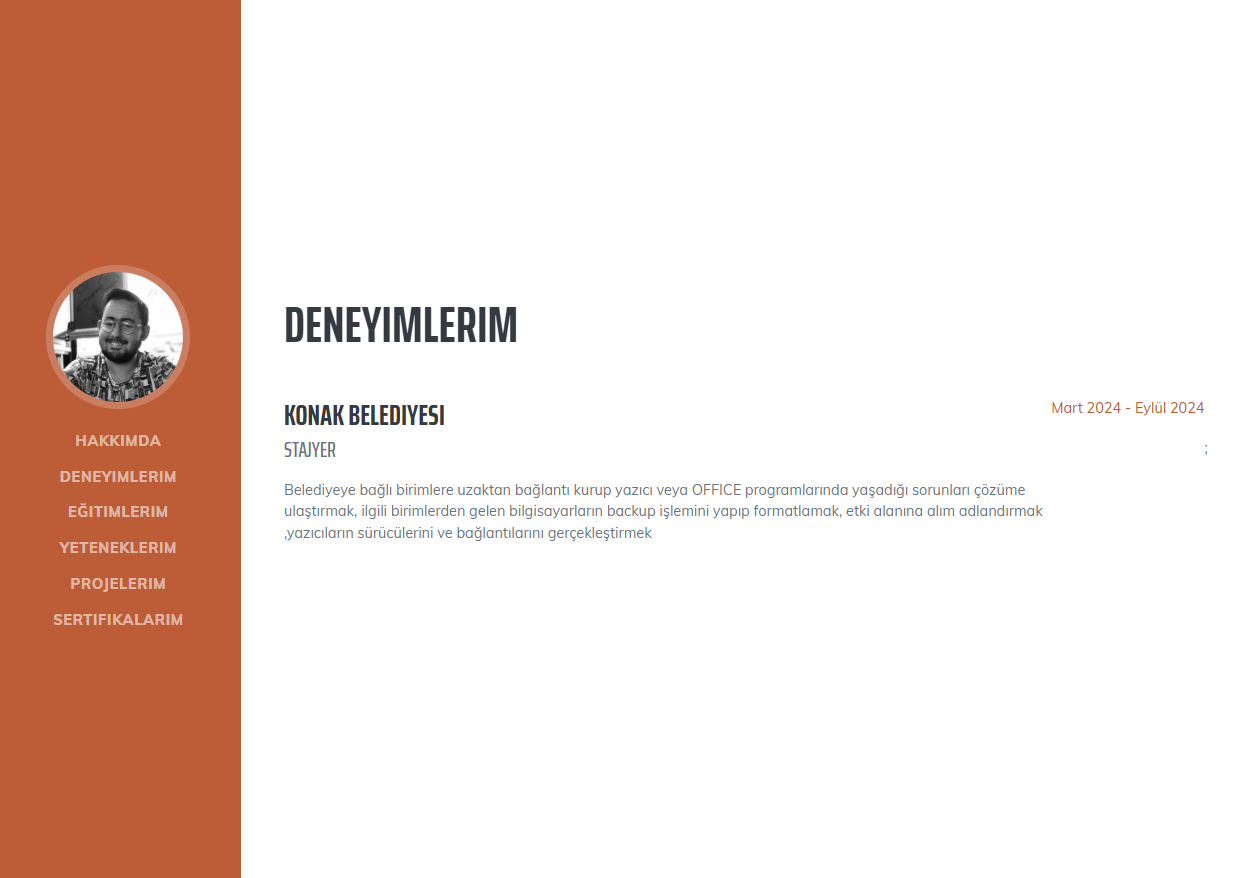 HAKKIMDA
DENEYIMLERIM
EĞITIMLERIM
YETENEKLERIM
PROJELERIM
SERTIFIKALARIM
DENEYIMLERIM
KONAK BELEDIYESI
Mart 2024 - Eylül 2024
STAJYER
;
Belediyeye bağlı birimlere uzaktan bağlantı kurup yazıcı veya OFFICE programlarında yaşadığı sorunları çözüme
ulaştırmak, ilgili birimlerden gelen bilgisayarların backup işlemini yapıp formatlamak, etki alanına alım adlandırmak
,yazıcıların sürücülerini ve bağlantılarını gerçekleştirmek